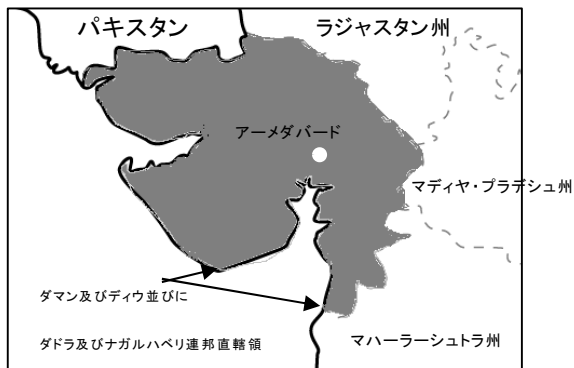 パキスタン
ラジャスタン州
アーメダバード
マディヤ・プラデシュ州
ダマン及びディウ並びに
ダドラ及びナガルハベリ連邦直轄領
マハーラーシュトラ州